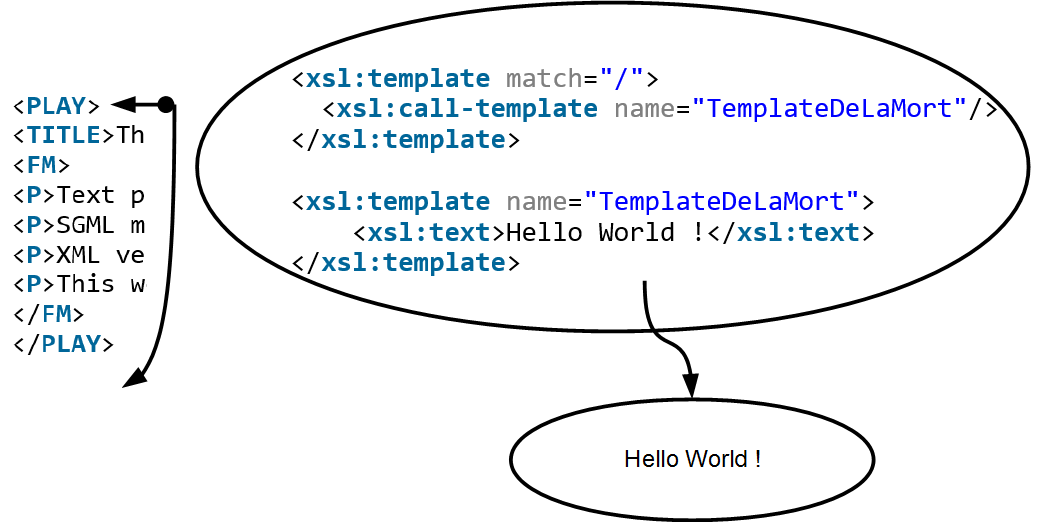 <PLAY>
<TITLE>Th
<FM>
<P>Text p
<P>SGML m
<P>XML ve
<P>This w
</FM>
</PLAY>
<xsl:template match="/">
<xsl:call-template name="TemplateDeLaMort"/>
</xsl:template>
<xsl:template name="TemplateDeLaMort">
<xsl:text>Hello World !</xsl:text>
</xsl:template>
Hello World !